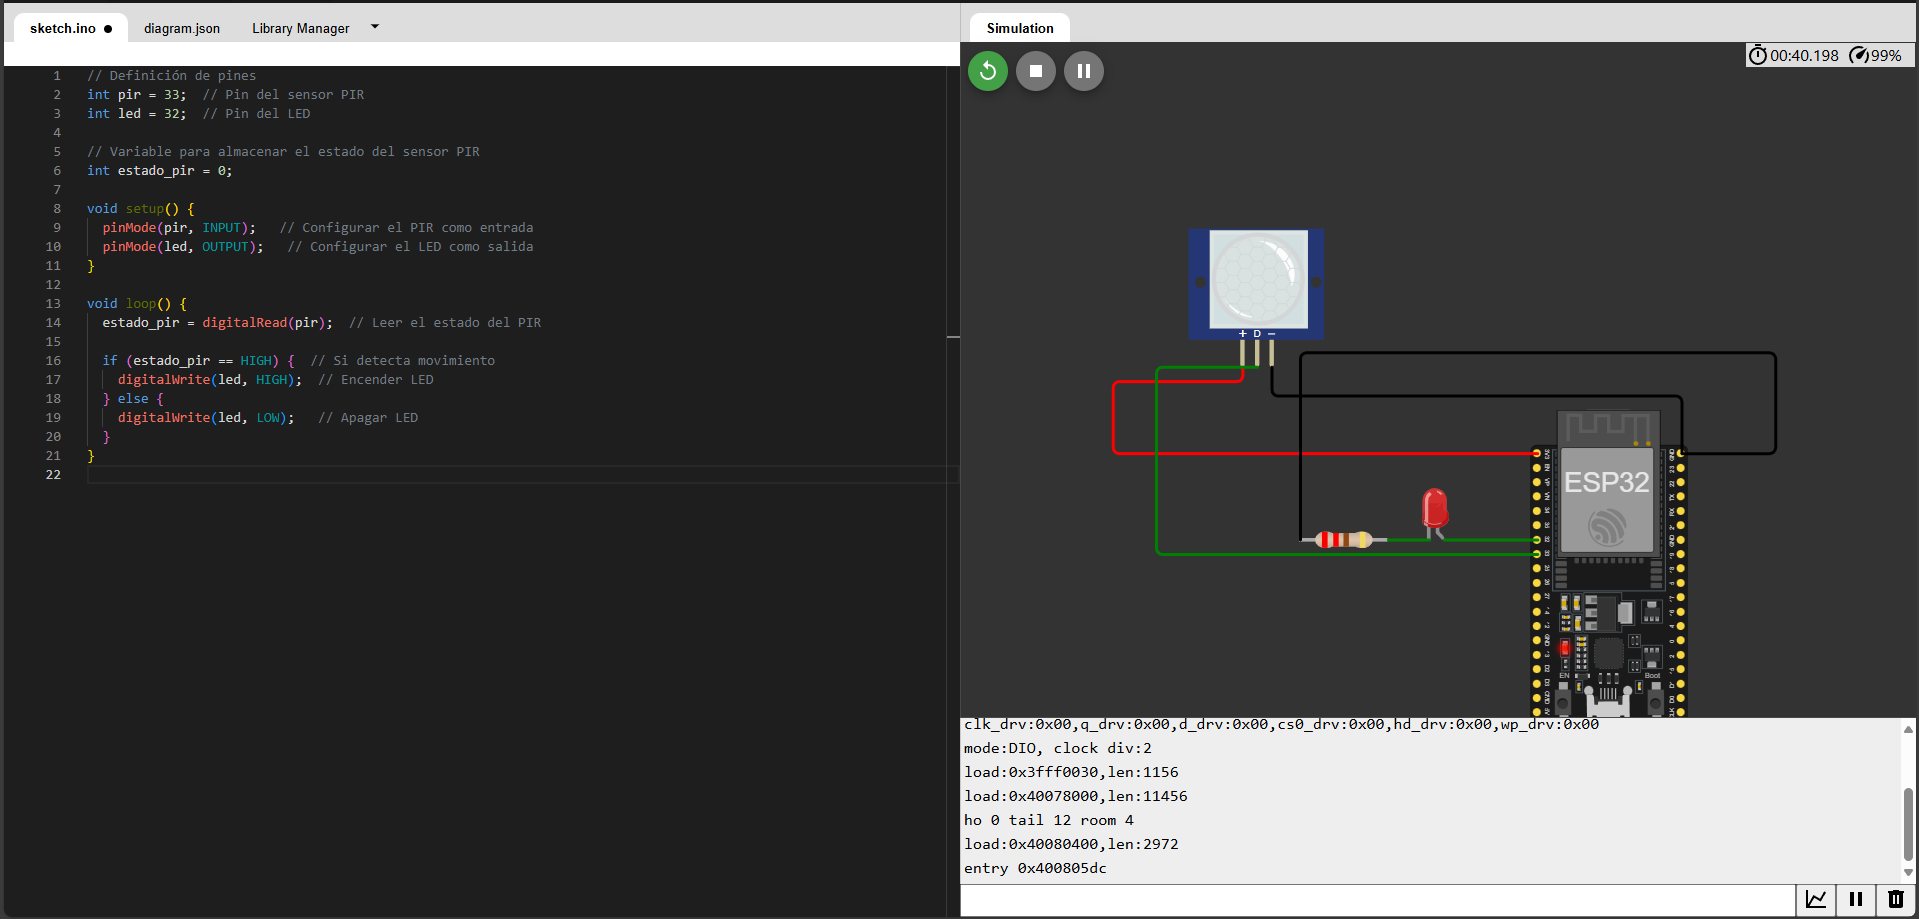 sketch.ino
diagram.json
Library Manager
1 // Definición de pines
2 int pir = 33;  // Pin del sensor PIR
3 int led = 32;  // Pin del LED
4
5 // Variable para almacenar el estado del sensor PIR
6 int estado_pir = 0;
7
8 void setup() {
9   pinMode(pir, INPUT);   // Configurar el PIR como entrada
10   pinMode(led, OUTPUT);   // Configurar el LED como salida
11 }
12
13 void loop() {
14   estado_pir = digitalRead(pir);  // Leer el estado del PIR
15
16   if (estado_pir == HIGH) {  // Si detecta movimiento
17     digitalWrite(led, HIGH);  // Encender LED
18   } else {
19     digitalWrite(led, LOW);   // Apagar LED
20   }
21 }
22
Simulation
00:40.198 99%
+ D −
ESP32
EN
Boot
clk_drv:0x00,q_drv:0x00,d_drv:0x00,cs0_drv:0x00,hd_drv:0x00,wp_drv:0x00
mode:DIO, clock div:2
load:0x3fff0030,len:1156
load:0x40078000,len:11456
ho 0 tail 12 room 4
load:0x40080400,len:2972
entry 0x400805dc